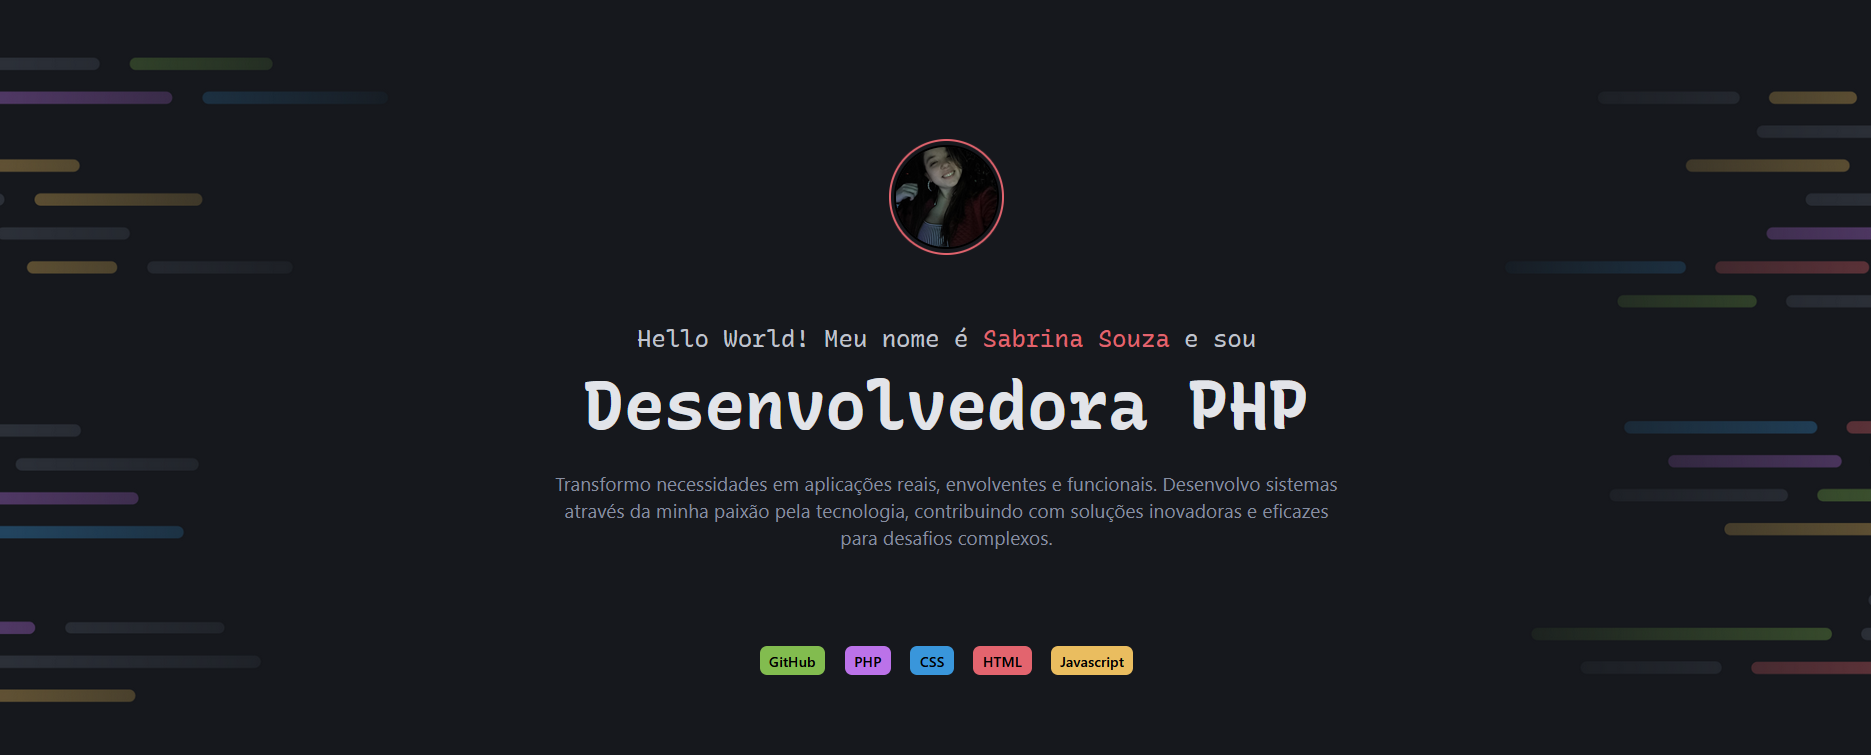 Hello World! Meu nome é Sabrina Souza e sou
Desenvolvedora PHP
Transformo necessidades em aplicações reais, envolventes e funcionais. Desenvolvo sistemas
através da minha paixão pela tecnologia, contribuindo com soluções inovadoras e eficazes
para desafios complexos.
GitHub PHP CSS HTML Javascript